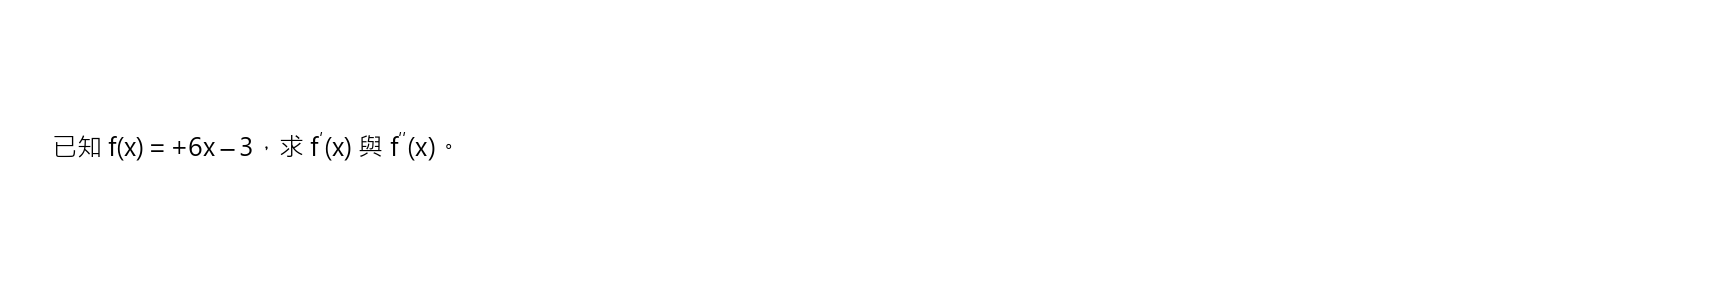 已知 f(x) = +6x – 3，求 f′(x) 與 f′′(x)。